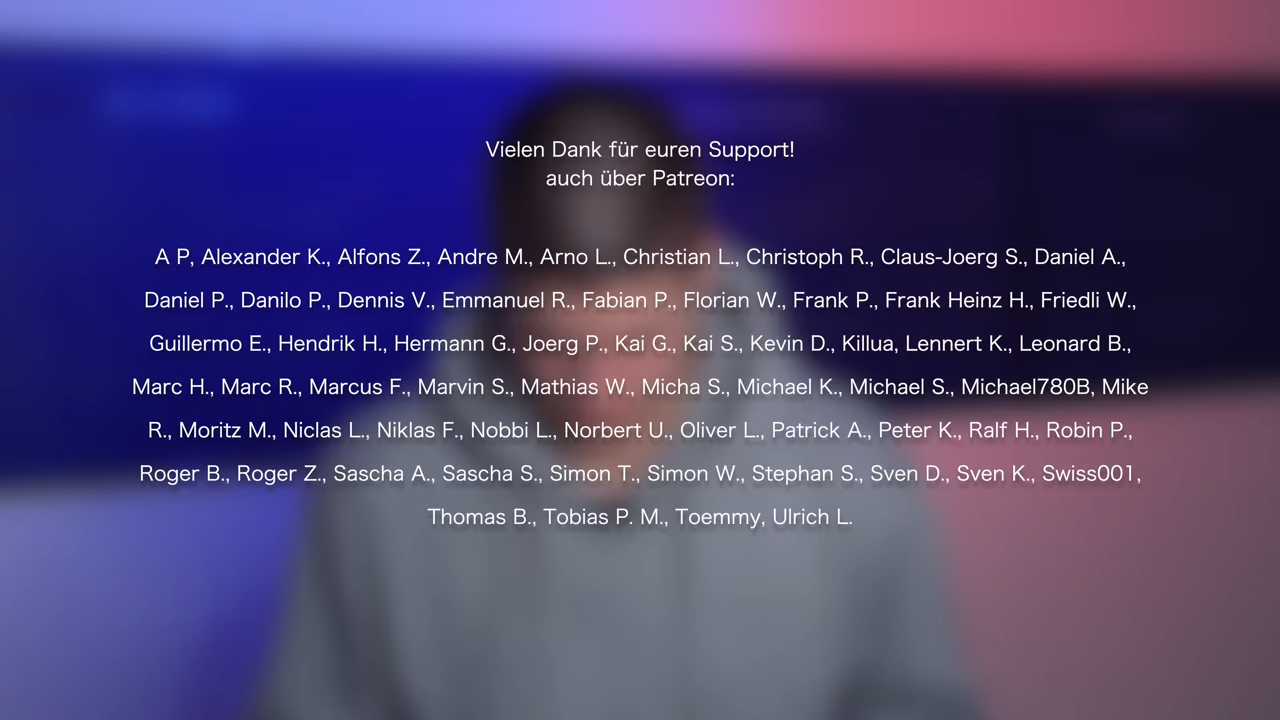 Vielen Dank für euren Support!
auch über Patreon:
A P, Alexander K., Alfons Z., Andre M., Arno L., Christian L., Christoph R., Claus-Joerg S., Daniel A.,
Daniel P., Danilo P., Dennis V., Emmanuel R., Fabian P., Florian W., Frank P., Frank Heinz H., Friedli W.,
Guillermo E., Hendrik H., Hermann G., Joerg P., Kai G., Kai S., Kevin D., Killua, Lennert K., Leonard B.,
Marc H., Marc R., Marcus F., Marvin S., Mathias W., Micha S., Michael K., Michael S., Michael780B, Mike
R., Moritz M., Niclas L., Niklas F., Nobbi L., Norbert U., Oliver L., Patrick A., Peter K., Ralf H., Robin P.,
Roger B., Roger Z., Sascha A., Sascha S., Simon T., Simon W., Stephan S., Sven D., Sven K., Swiss001,
Thomas B., Tobias P. M., Toemmy, Ulrich L.